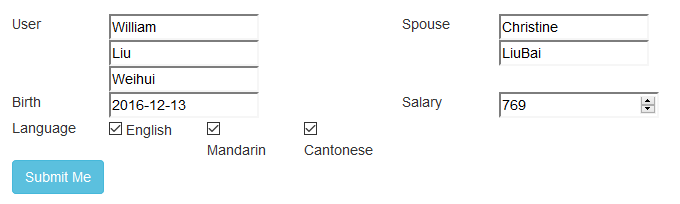 User William Spouse Christine
Liu LiuBai
Weihui
Birth 2016-12-13 Salary 769
Language English
Mandarin Cantonese
Submit Me